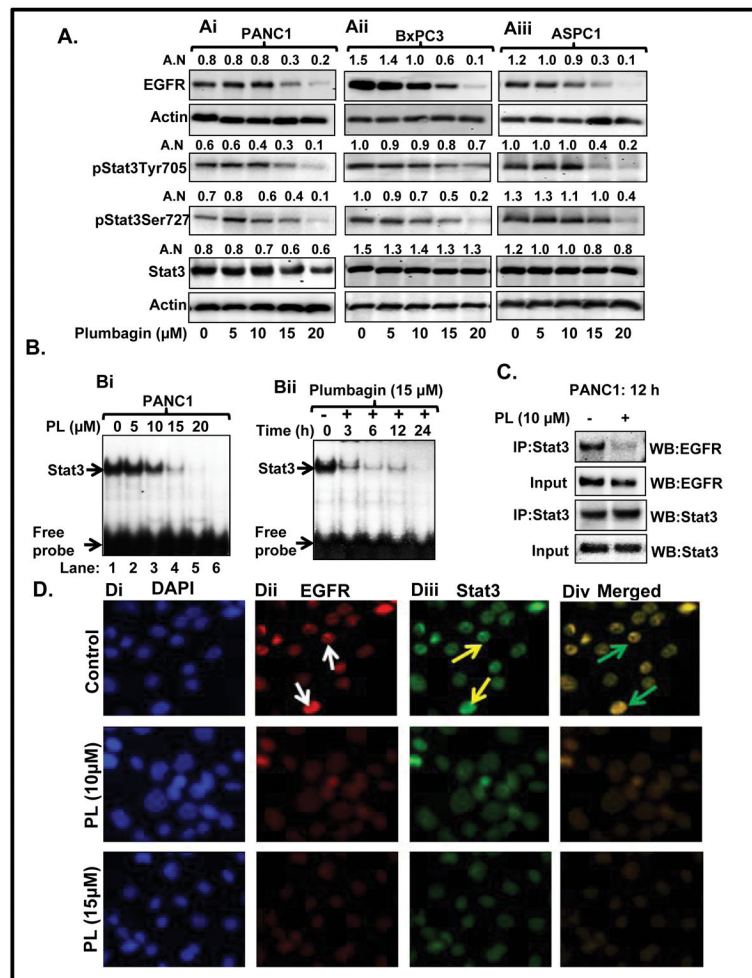 A.
Ai Aii Aiii
PANC1 BxPC3 ASPC1
A.N 0.8 0.8 0.8 0.3 0.2 1.5 1.4 1.0 0.6 0.1 1.2 1.0 0.9 0.3 0.1
EGFR
Actin
A.N 0.6 0.6 0.4 0.3 0.1 1.0 0.9 0.9 0.8 0.7 1.0 1.0 1.0 0.4 0.2
pStat3Tyr705
A.N 0.7 0.8 0.6 0.4 0.1 1.0 0.9 0.7 0.5 0.2 1.3 1.3 1.1 1.0 0.4
pStat3Ser727
A.N 0.8 0.8 0.7 0.6 0.6 1.5 1.3 1.4 1.3 1.3 1.2 1.0 1.0 0.8 0.8
Stat3
Actin
Plumbagin (µM) 0 5 10 15 20 0 5 10 15 20 0 5 10 15 20
B.
Bi
PANC1
PL (µM) 0 5 10 15 20
Stat3
Free
probe
Lane: 1 2 3 4 5 6
Bii
Plumbagin (15 µM)
- + + + +
Time (h) 0 3 6 12 24
Stat3
Free
probe
C.
PANC1: 12 h
PL (10 µM) - +
IP:Stat3 WB:EGFR
Input WB:EGFR
IP:Stat3 WB:Stat3
Input WB:Stat3
D.
Di DAPI Dii EGFR Diii Stat3 Div Merged
Control
PL (10µM)
PL (15µM)